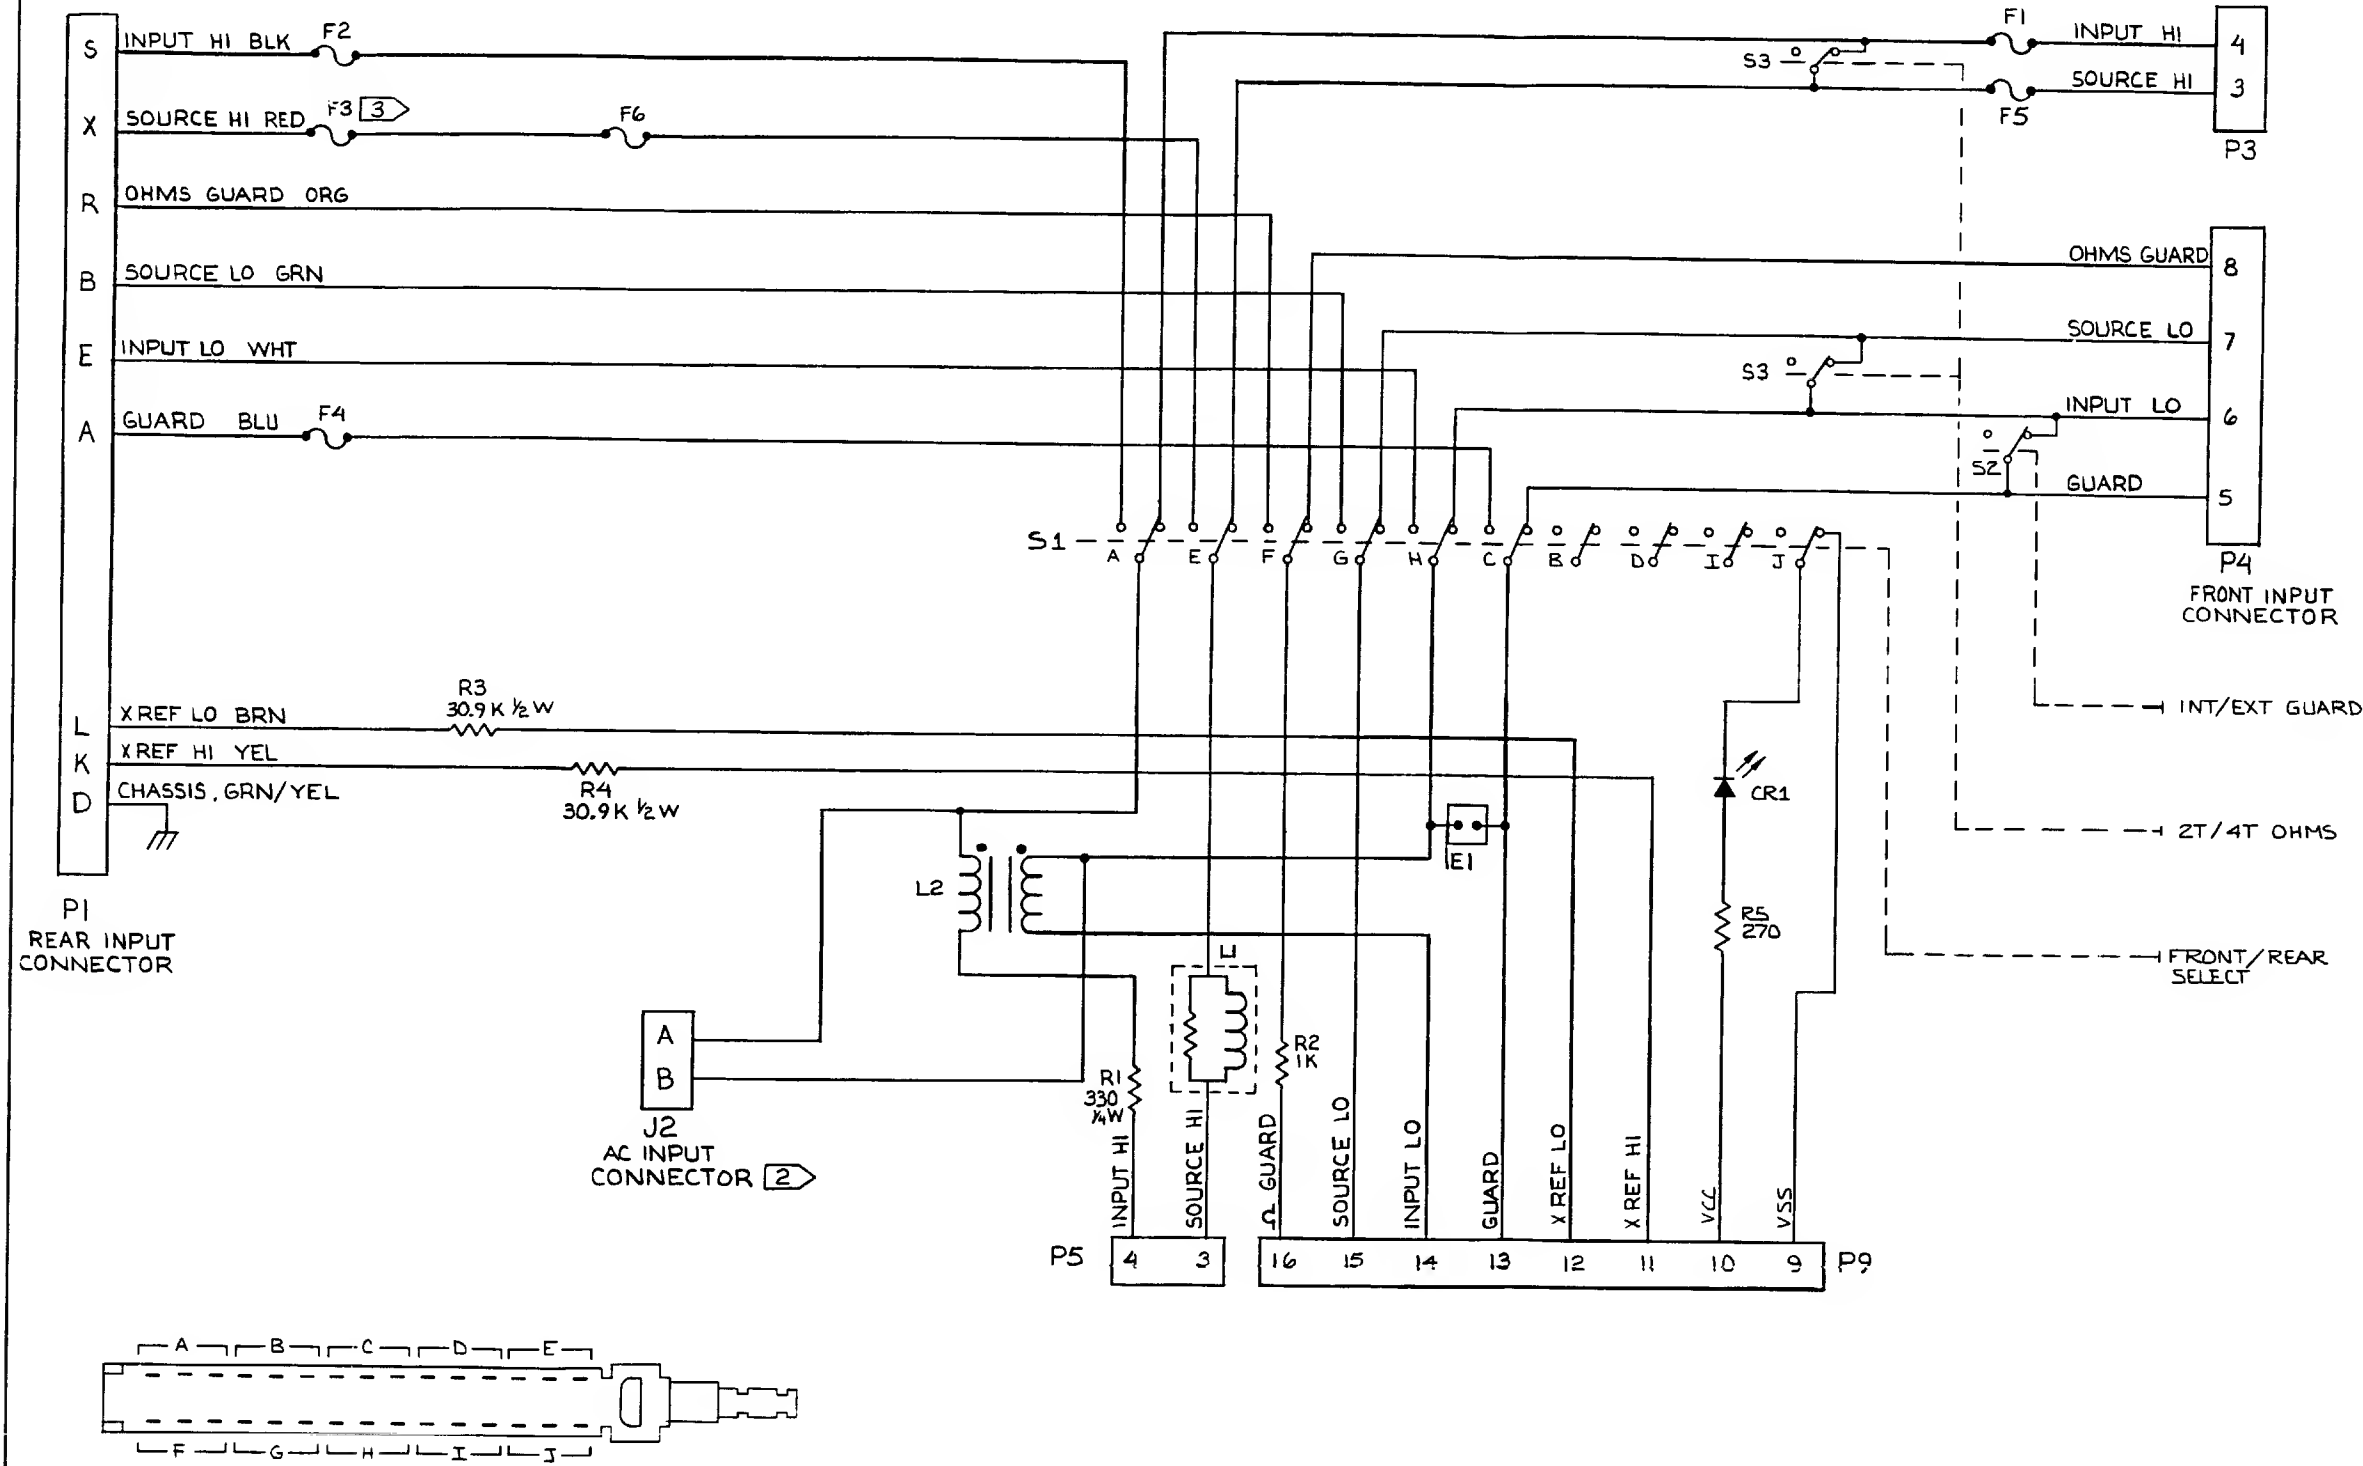 S INPUT HI BLK F2
X SOURCE HI RED F3 3 F6
R OHMS GUARD ORG
B SOURCE LO GRN
E INPUT LO WHT
A GUARD BLU F4
L XREF LO BRN
R3
30.9K ½W
K XREF HI YEL
R4
30.9K ½W
D CHASSIS, GRN/YEL
P1
REAR INPUT
CONNECTOR
F1 INPUT HI 4
S3
SOURCE HI 3
F5
P3
OHMS GUARD 8
SOURCE LO 7
S3
INPUT LO 6
S2
GUARD 5
P4
FRONT INPUT
CONNECTOR
S1 A E F G H C B D I J
INT/EXT GUARD
2T/4T OHMS
FRONT/REAR
SELECT
CR1
R5
270
E1
L2
L1
A
B
J2
AC INPUT
CONNECTOR 2
R1
330
¼W
R2
1K
INPUT HI
SOURCE HI
Ω GUARD
SOURCE LO
INPUT LO
GUARD
XREF LO
XREF HI
VCC
VSS
P5 4 3
16 15 14 13 12 11 10 9 P9
A B C D E
F G H I J